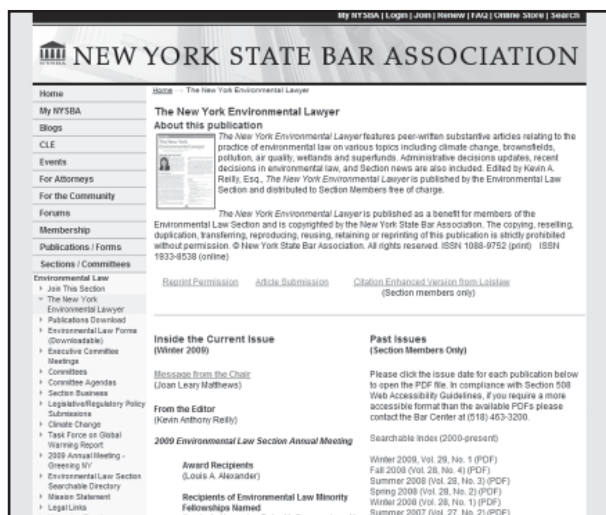 My NYSBA | Login | Join | Renew | FAQ | Online Store | Search
NYSBA
NEW YORK STATE BAR ASSOCIATION
Home
My NYSBA
Blogs
CLE
Events
For Attorneys
For the Community
Forums
Membership
Publications / Forms
Sections / Committees
Environmental Law
Join This Section
The New York
Environmental Lawyer
Publications Download
Environmental Law Forms
(Downloadable)
Executive Committee
Meetings
Committees
Committee Agendas
Section Business
Legislative/Regulatory Policy
Submissions
Climate Change
Task Force on Global
Warming Report
2009 Annual Meeting -
Greening NY
Environmental Law Section
Searchable Directory
Mission Statement
Legal Links
Home The New York Environmental Lawyer
The New York Environmental Lawyer
About this publication
The New York Environmental Lawyer features peer-written substantive articles relating to the
practice of environmental law on various topics including climate change, brownfields,
pollution, air quality, wetlands and superfunds. Administrative decisions updates, recent
decisions in environmental law, and Section news are also included. Edited by Kevin A.
Reilly, Esq., The New York Environmental Lawyer is published by the Environmental Law
Section and distributed to Section Members free of charge.
The New York Environmental Lawyer is published as a benefit for members of the
Environmental Law Section and is copyrighted by the New York State Bar Association. The copying, reselling,
duplication, transferring, reproducing, reusing, retaining or reprinting of this publication is strictly prohibited
without permission. © New York State Bar Association. All rights reserved. ISSN 1088-9752 (print) ISSN
1933-8538 (online)
Reprint Permission Article Submission Citation Enhanced Version from Loislaw
(Section members only)
Inside the Current Issue
(Winter 2009)
Message from the Chair
(Joan Leary Matthews)
From the Editor
(Kevin Anthony Reilly)
2009 Environmental Law Section Annual Meeting
Award Recipients
(Louis A. Alexander)
Recipients of Environmental Law Minority
Fellowships Named
Past Issues
(Section Members Only)
Please click the issue date for each publication below
to open the PDF file. In compliance with Section 508
Web Accessibility Guidelines, if you require a more
accessible format than the available PDFs please
contact the Bar Center at (518) 463-3200.
Searchable Index (2000-present)
Winter 2009, Vol. 29, No. 1 (PDF)
Fall 2008 (Vol. 28, No. 4) (PDF)
Summer 2008 (Vol. 28, No. 3) (PDF)
Spring 2008 (Vol. 28, No. 2) (PDF)
Winter 2008 (Vol. 28, No. 1) (PDF)
Summer 2007 (Vol. 27, No. 2) (PDF)